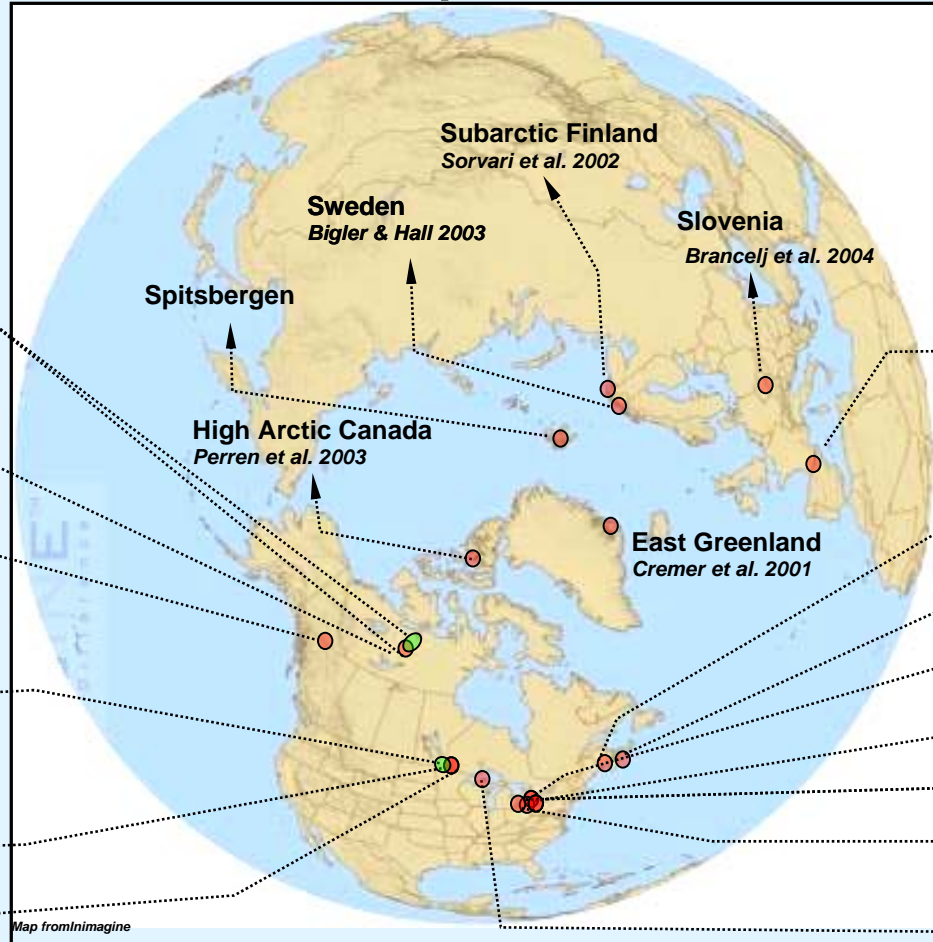 Subarctic Finland
Sorvari et al. 2002
Sweden
Bigler & Hall 2003
Slovenia
Brancelj et al. 2004
Spitsbergen
High Arctic Canada
Perren et al. 2003
East Greenland
Cremer et al. 2001
Map fromInimagine